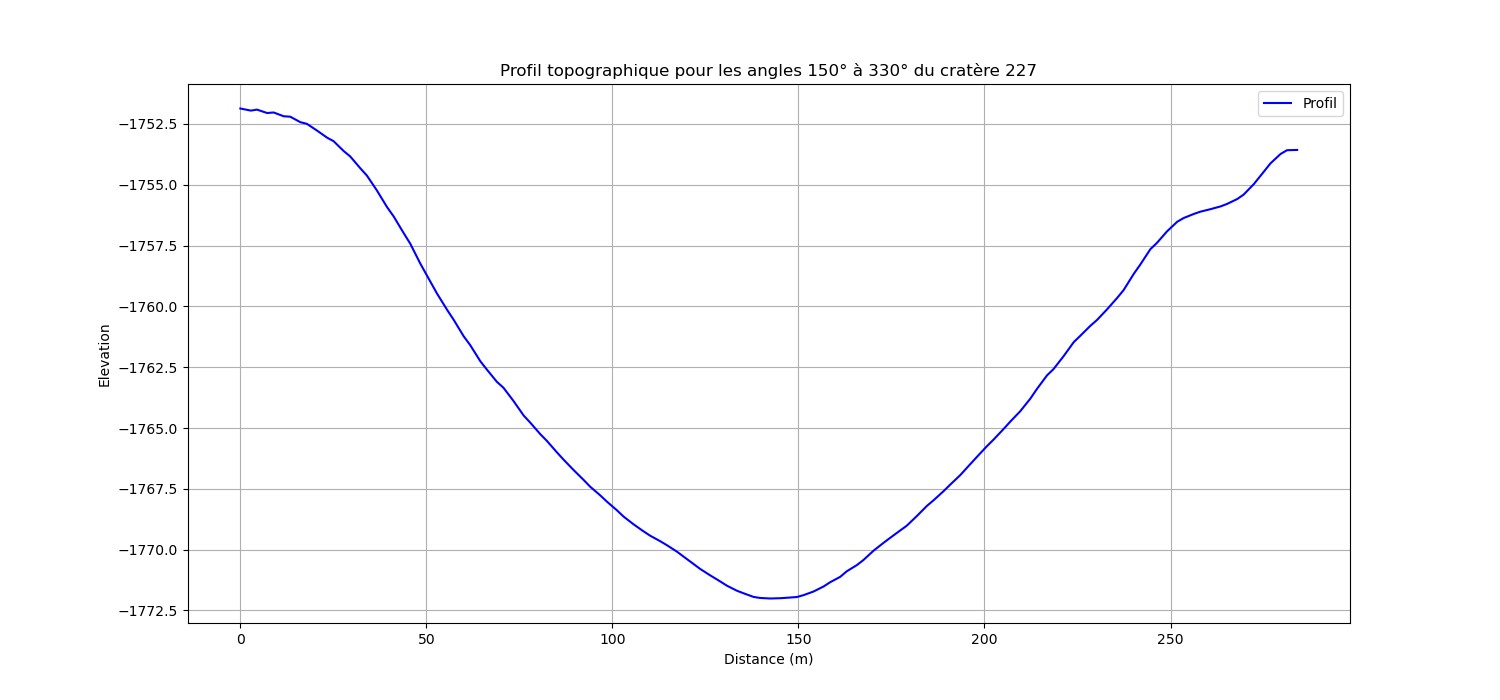 Profil topographique pour les angles 150° à 330° du cratère 227
Profil
−1752.5
−1755.0
−1757.5
−1760.0
−1762.5
−1765.0
−1767.5
−1770.0
−1772.5
Elevation
0 50 100 150 200 250
Distance (m)